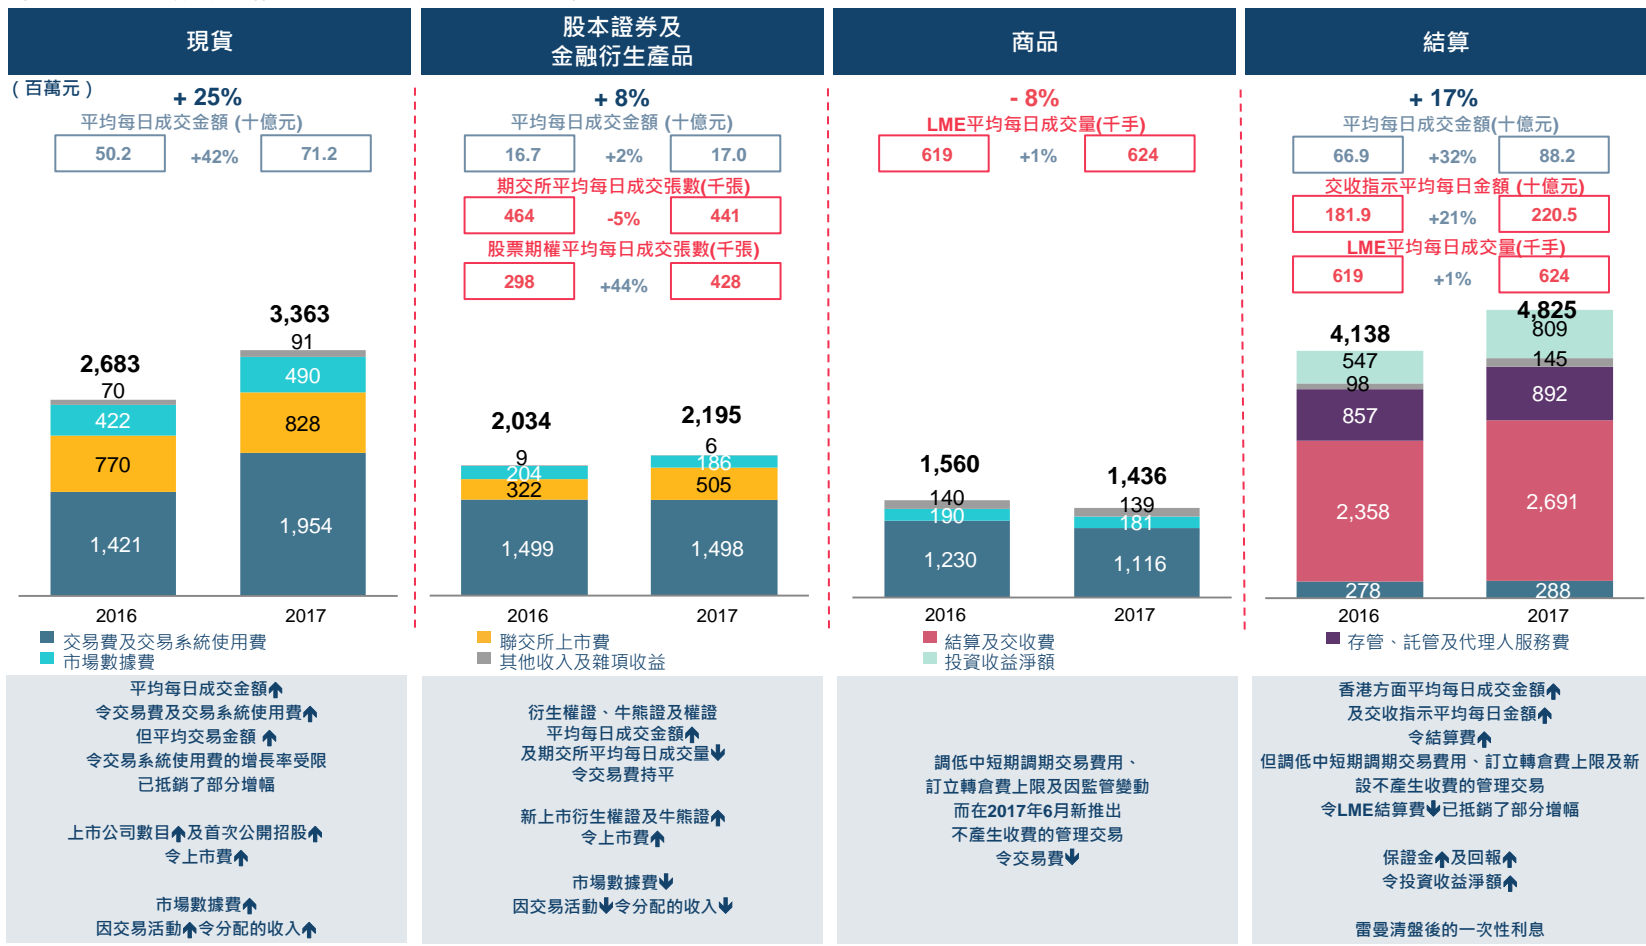 現貨
（百萬元）
+ 25%
平均每日成交金額 (十億元)
50.2 +42% 71.2
3,363
91
490
828
1,954
2,683
70
422
770
1,421
2016 2017
股本證券及
金融衍生產品
+ 8%
平均每日成交金額 (十億元)
16.7 +2% 17.0
期交所平均每日成交張數(千張)
464 -5% 441
股票期權平均每日成交張數(千張)
298 +44% 428
2,034
9
204
322
1,499
2,195
6
186
505
1,498
2016 2017
商品
- 8%
LME平均每日成交量(千手)
619 +1% 624
1,560
140
190
1,230
1,436
139
181
1,116
2016 2017
結算
+ 17%
平均每日成交金額(十億元)
66.9 +32% 88.2
交收指示平均每日金額 (十億元)
181.9 +21% 220.5
LME平均每日成交量(千手)
619 +1% 624
4,138
547
98
857
2,358
278
4,825
809
145
892
2,691
288
2016 2017
交易費及交易系統使用費
市場數據費
聯交所上市費
其他收入及雜項收益
結算及交收費
投資收益淨額
存管、託管及代理人服務費
平均每日成交金額↑
令交易費及交易系統使用費↑
但平均交易金額 ↑
令交易系統使用費的增長率受限
已抵銷了部分增幅
上市公司數目↑及首次公開招股↑
令上市費↑
市場數據費↑
因交易活動↑令分配的收入↑
衍生權證、牛熊證及權證
平均每日成交金額↑
及期交所平均每日成交量↓
令交易費持平
新上市衍生權證及牛熊證↑
令上市費↑
市場數據費↓
因交易活動↓令分配的收入↓
調低中短期調期交易費用、
訂立轉倉費上限及因監管變動
而在2017年6月新推出
不產生收費的管理交易
令交易費↓
香港方面平均每日成交金額↑
及交收指示平均每日金額↑
令結算費↑
但調低中短期調期交易費用、訂立轉倉費上限及新
設不產生收費的管理交易
令LME結算費↓已抵銷了部分增幅
保證金↑及回報↑
令投資收益淨額↑
雷曼清盤後的一次性利息